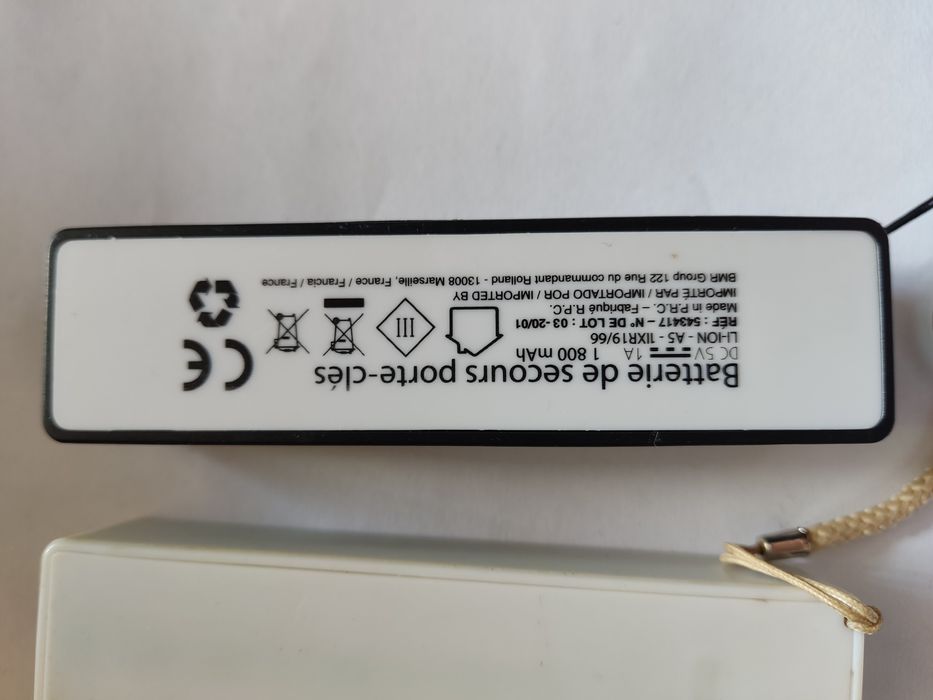 Batterie de secours porte-clés
DC 5V 1A 1 800 mAh
LI-ION - A5 - 1IXR19/66
RÉF : 543417 – N° DE LOT : 03 - 20/01
Made in P.R.C. – Fabriqué R.P.C.
IMPORTÉ PAR / IMPORTADO POR / IMPORTED BY
BMR Group 122 Rue du commandant Rolland - 13008 Marseille, France / Francia / France
III
CE